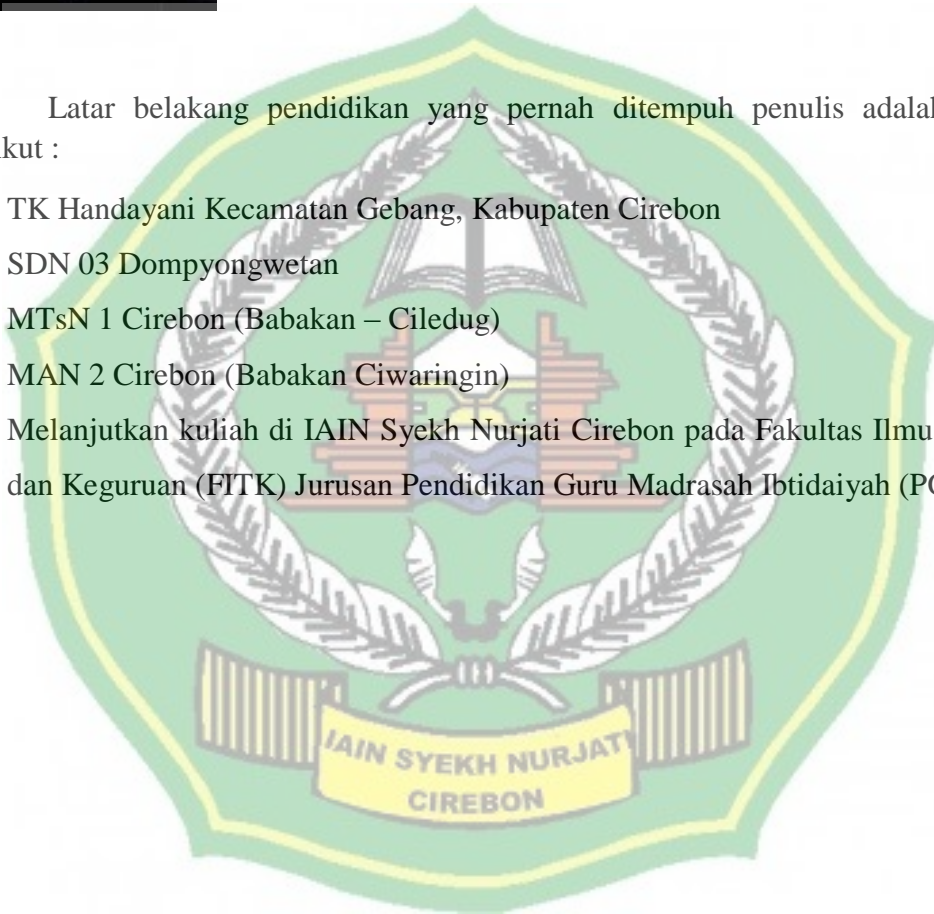 Latar belakang pendidikan yang pernah ditempuh penulis
kut :
TK Handayani Kecamatan Gebang, Kabupaten Cirebon
SDN 03 Dompyongwetan
MTsN 1 Cirebon (Babakan – Ciledug)
MAN 2 Cirebon (Babakan Ciwaringin)
Melanjutkan kuliah di IAIN Syekh Nurjati Cirebon pada Fakultas Ilmu
dan Keguruan (FITK) Jurusan Pendidikan Guru Madrasah Ibtidaiyah
IAIN SYEKH NURJATI
CIREBON